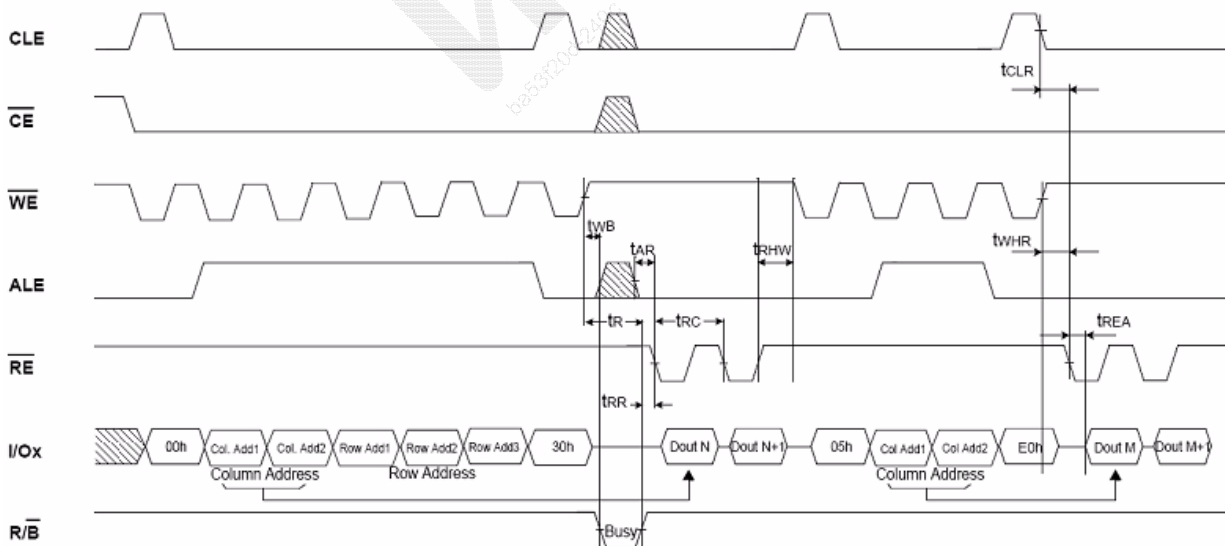 CLE
tCLR
CE
WE
tWB
tAR
tRHW
tWHR
ALE
tR
tRC
tREA
RE
tRR
I/Ox
00h Col. Add1 Col. Add2 Row Add1 Row Add2 Row Add3 30h Dout N Dout N+1 05h Col Add1 Col Add2 E0h Dout M Dout M+1
Column Address Row Address Column Address
R/B
Busy